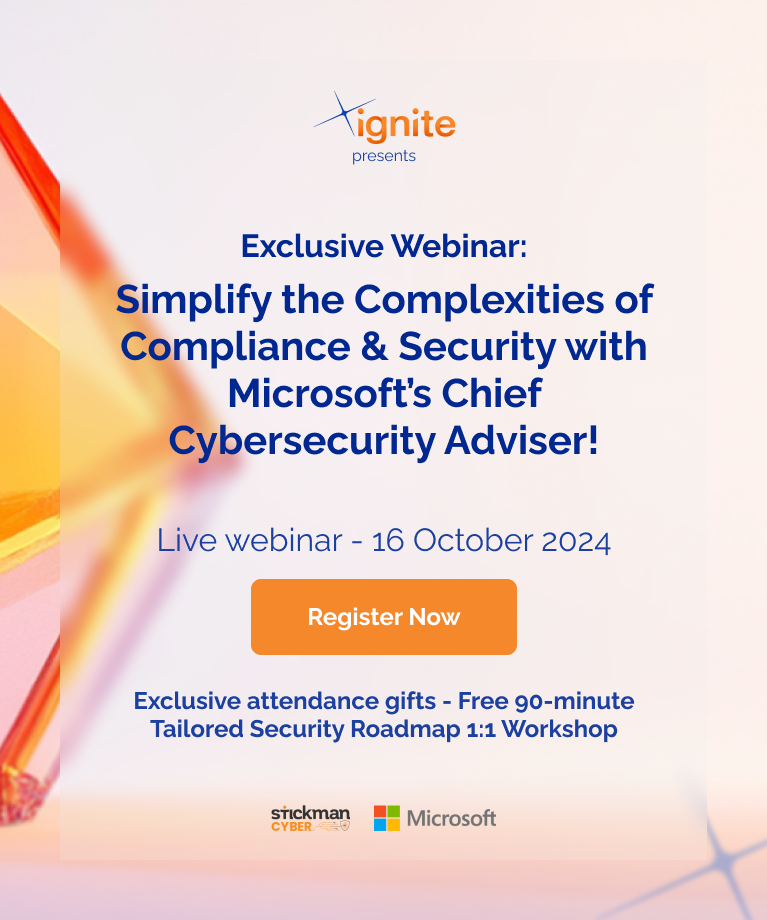 ignite
presents
Exclusive Webinar:
Simplify the Complexities of
Compliance & Security with
Microsoft’s Chief
Cybersecurity Adviser!
Live webinar - 16 October 2024
Register Now
Exclusive attendance gifts - Free 90-minute
Tailored Security Roadmap 1:1 Workshop
stickman
CYBER
Microsoft